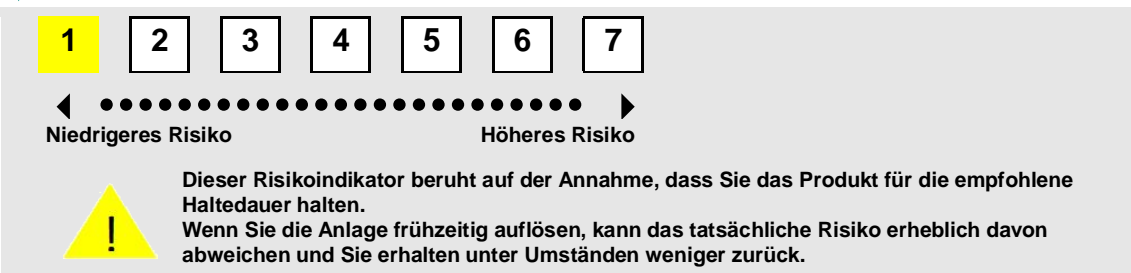 1 2 3 4 5 6 7
Niedrigeres Risiko Höheres Risiko
!
Dieser Risikoindikator beruht auf der Annahme, dass Sie das Produkt für die empfohlene
Haltedauer halten.
Wenn Sie die Anlage frühzeitig auflösen, kann das tatsächliche Risiko erheblich davon
abweichen und Sie erhalten unter Umständen weniger zurück.